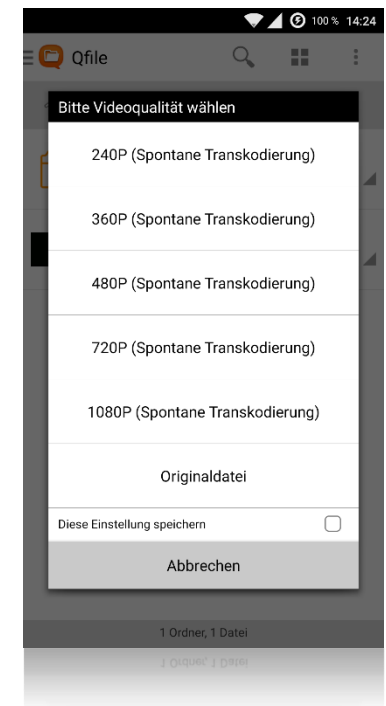 100 % 14:24
Qfile
Bitte Videoqualität wählen
240P (Spontane Transkodierung)
360P (Spontane Transkodierung)
480P (Spontane Transkodierung)
720P (Spontane Transkodierung)
1080P (Spontane Transkodierung)
Originaldatei
Diese Einstellung speichern
Abbrechen
1 Ordner, 1 Datei